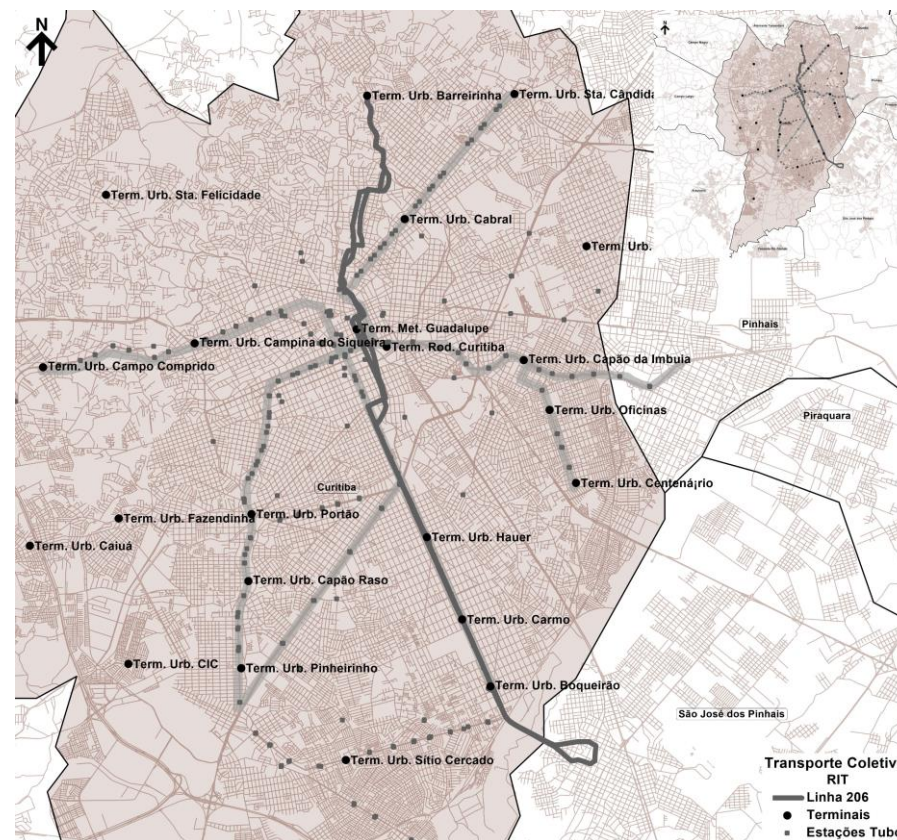 N
Term. Urb. Barreirinha
Term. Urb. Sta. Cândida
Term. Urb. Sta. Felicidade
Term. Urb. Cabral
Term. Urb.
Pinhais
Term. Met. Guadalupe
Term. Urb. Campina do Siqueira
Term. Rod. Curitiba
Term. Urb. Capão da Imbuia
Term. Urb. Campo Comprido
Term. Urb. Oficinas
Piraquara
Term. Urb. Centená¡rio
Curitiba
Term. Urb. Fazendinha
Term. Urb. Portão
Term. Urb. Hauer
Term. Urb. Caiuá
Term. Urb. Capão Raso
Term. Urb. Carmo
Term. Urb. CIC
Term. Urb. Pinheirinho
Term. Urb. Boqueirão
São José dos Pinhais
Term. Urb. Sítio Cercado
Transporte Coletiv
RIT
Linha 206
Terminais
Estações Tubo